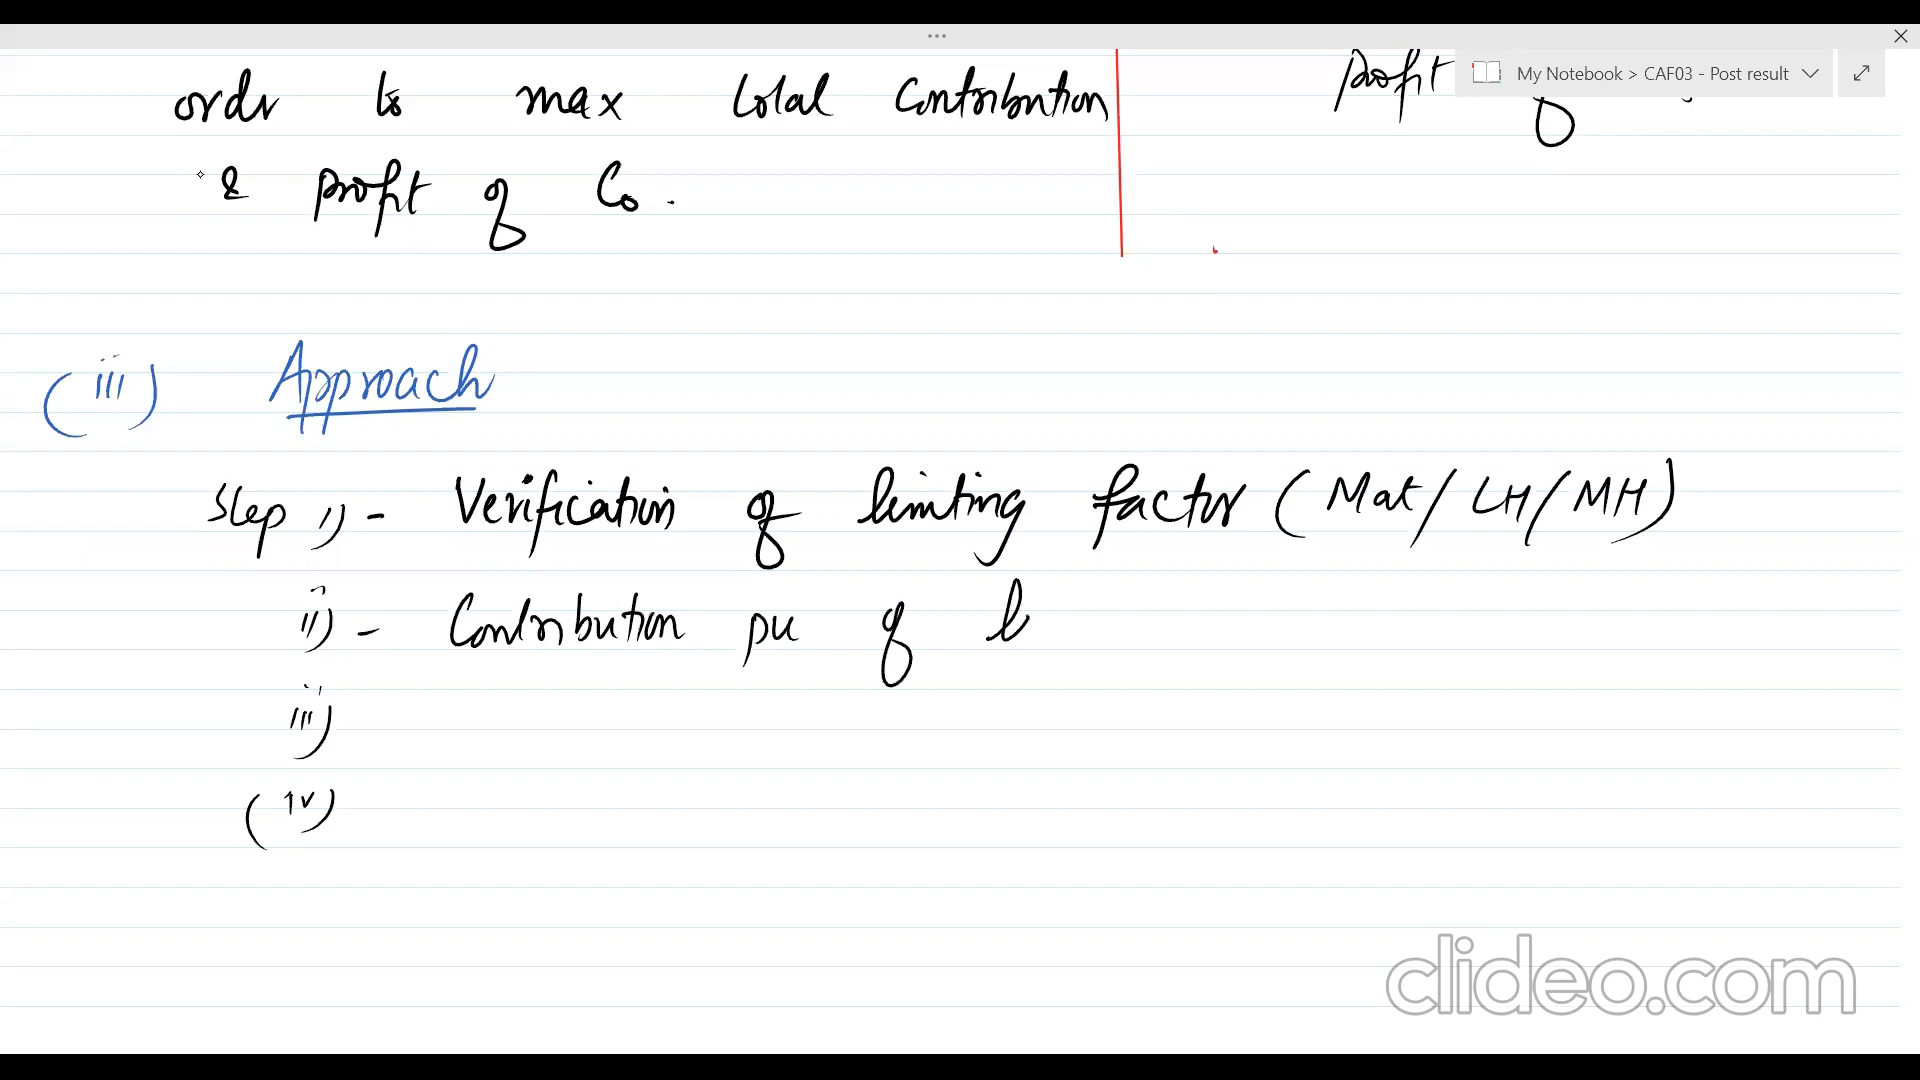 My Notebook > CAF03 - Post result
order to max total Contribution
& profit of Co.
profit
(iii) Approach
Step i) - Verification of limiting factor (Mat/LH/MH)
ii) - Contribution pu of l
iii)
(iv)
clideo.com